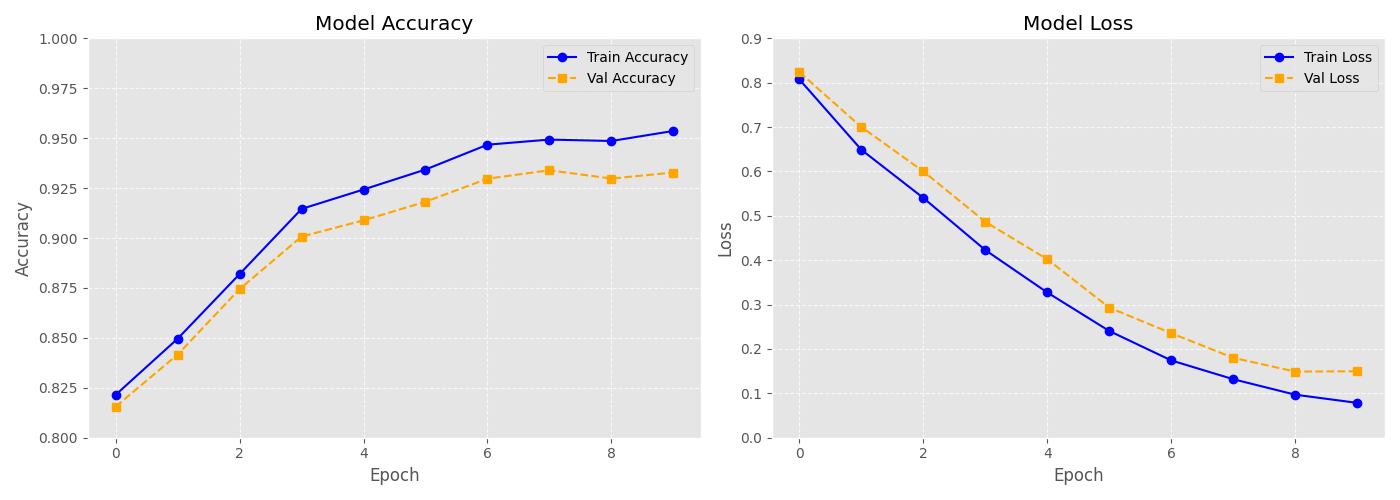 Model Accuracy
1.000
0.975
0.950
0.925
0.900
0.875
0.850
0.825
0.800
Accuracy
Train Accuracy
Val Accuracy
0 2 4 6 8
Epoch
Model Loss
0.9
0.8
0.7
0.6
0.5
0.4
0.3
0.2
0.1
0.0
Loss
Train Loss
Val Loss
0 2 4 6 8
Epoch